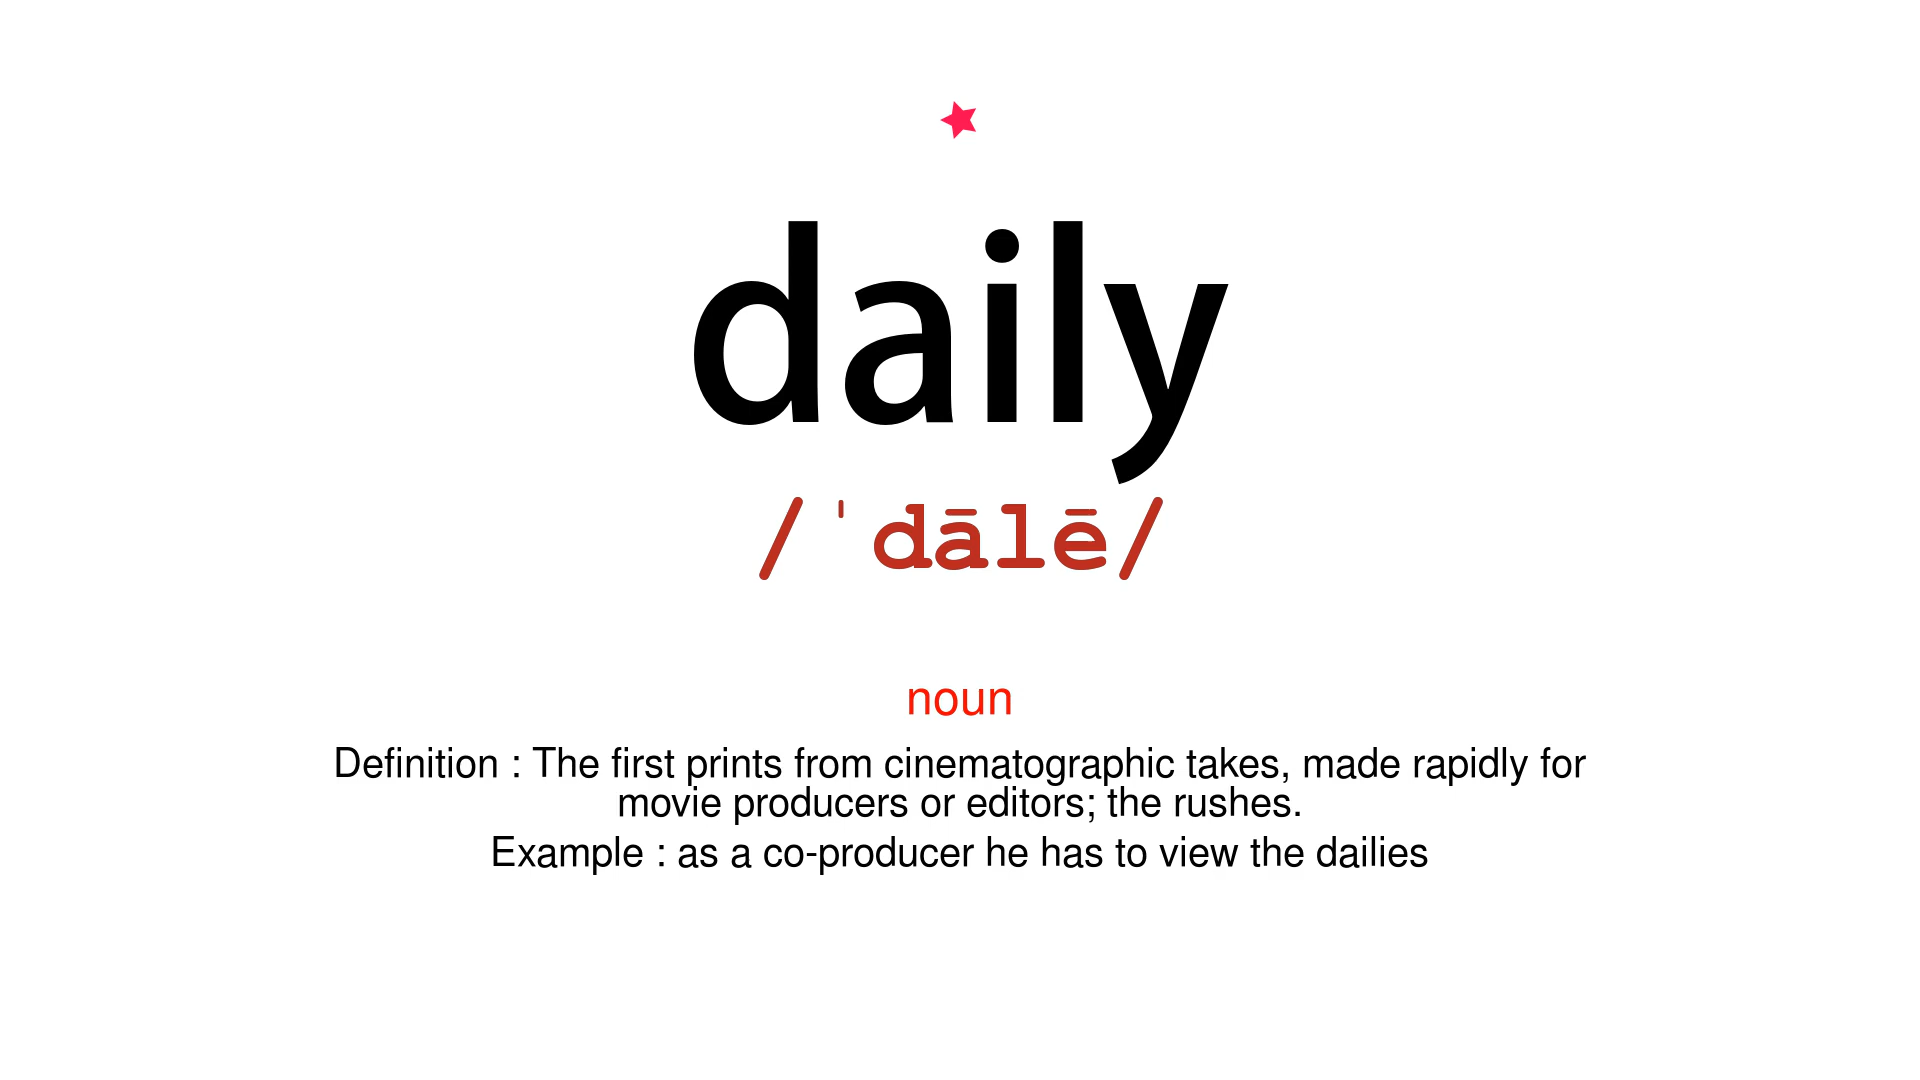 daily
/ˈdālē/
noun
Definition : The first prints from cinematographic takes, made rapidly for
movie producers or editors; the rushes.
Example : as a co-producer he has to view the dailies